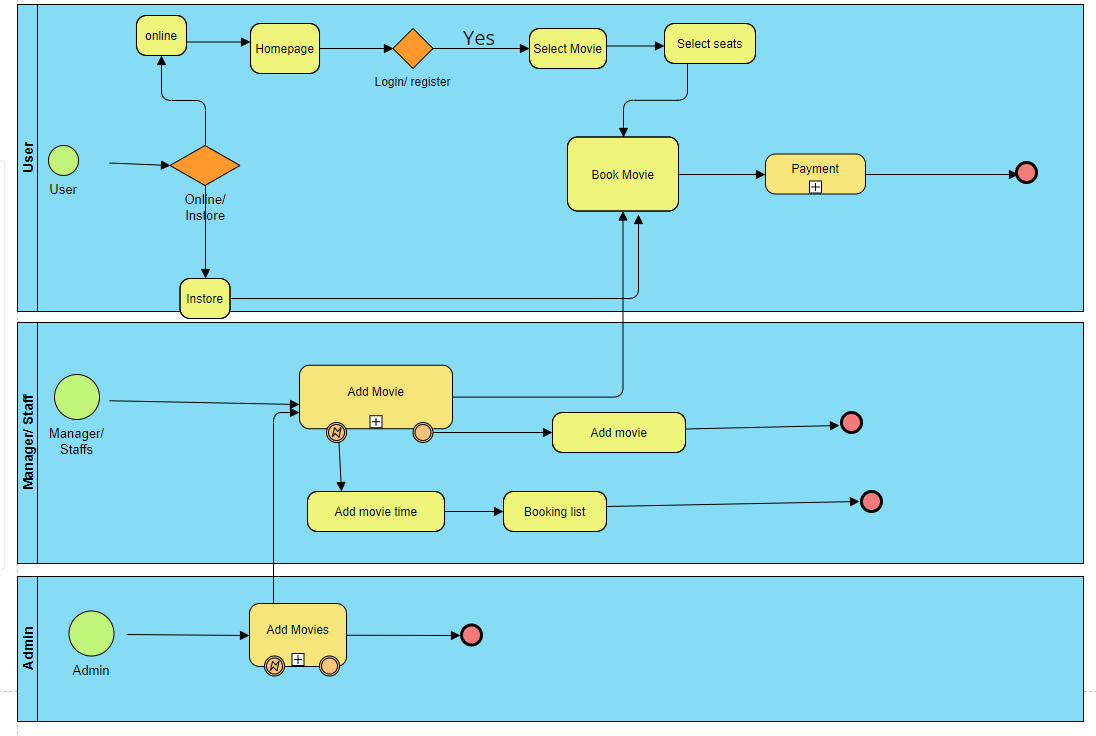 User
online
Homepage
Login/ register
Yes
Select Movie
Select seats
User
Online/
Instore
Book Movie
Payment
Instore
Manager/ Staff
Manager/
Staffs
Add Movie
Add movie
Add movie time
Booking list
Admin
Admin
Add Movies